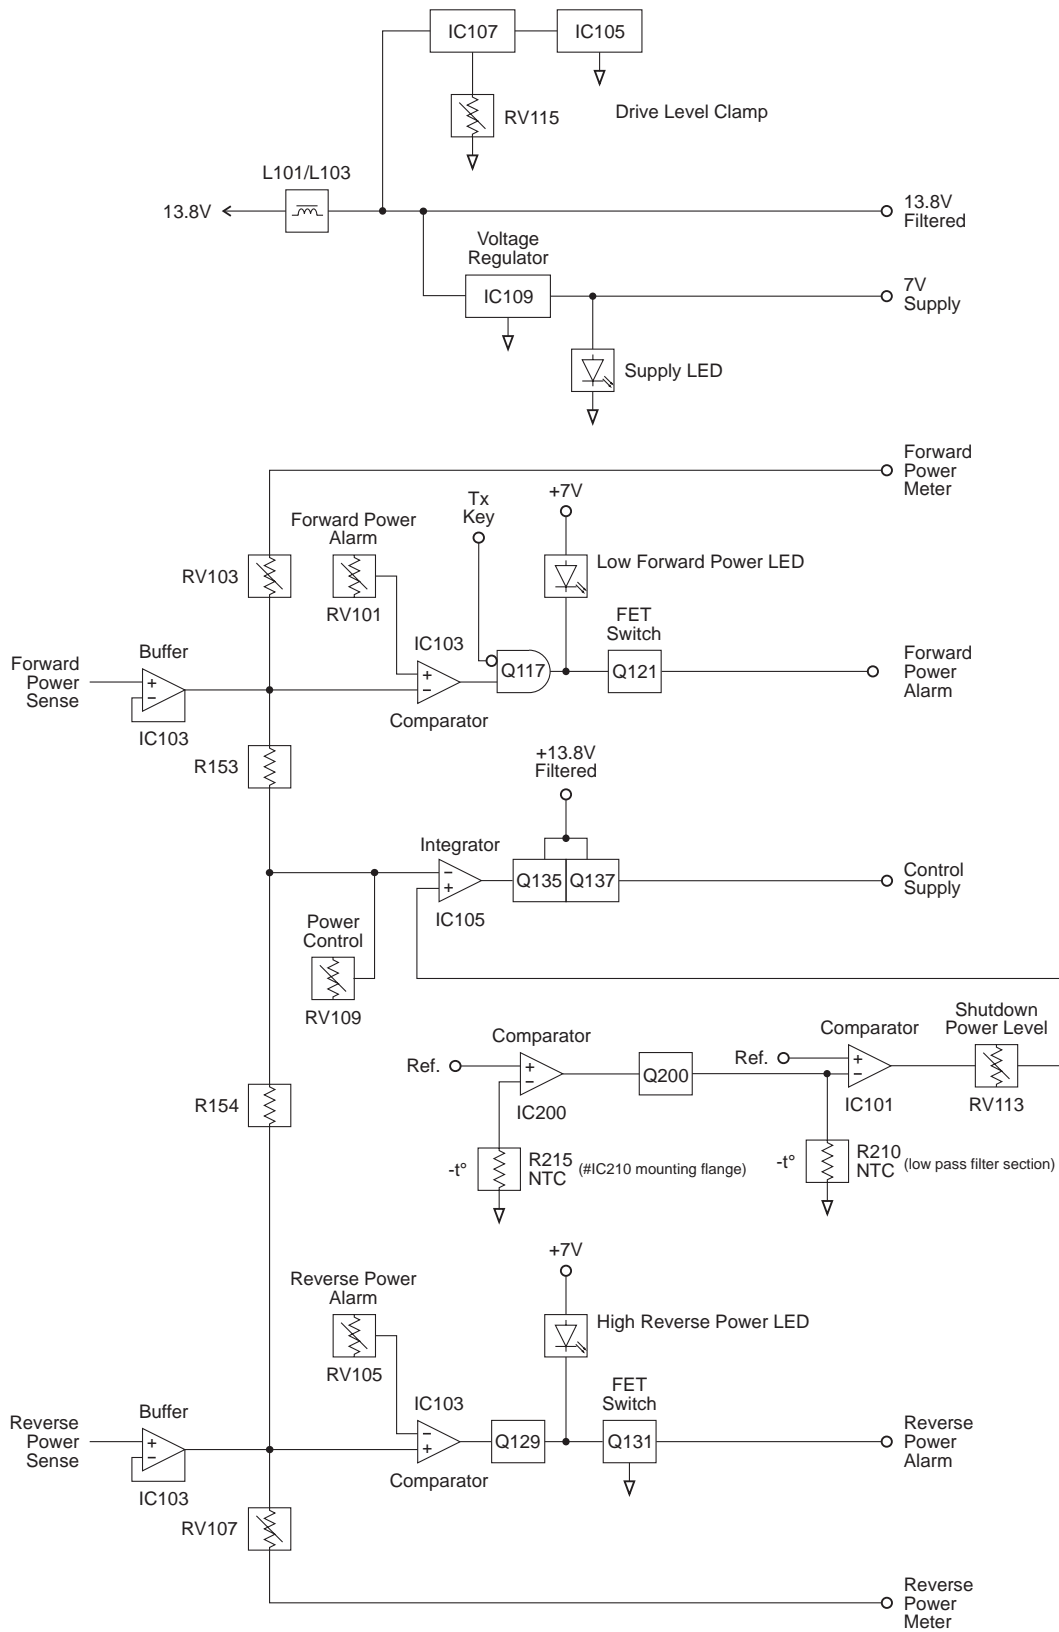 IC107
IC105
RV115
Drive Level Clamp
L101/L103
13.8V
13.8V
Filtered
Voltage
Regulator
IC109
7V
Supply
Supply LED
Forward
Power
Meter
Tx
Key
+7V
Forward Power
Alarm
Low Forward Power LED
RV103
RV101
IC103
FET
Switch
Buffer
Forward
Power
Sense
+
−
IC103
+
−
Comparator
Q117
Q121
Forward
Power
Alarm
R153
+13.8V
Filtered
Integrator
−
+
IC105
Q135
Q137
Control
Supply
Power
Control
RV109
Comparator
Ref.
+
−
IC200
Q200
Comparator
Ref.
+
−
IC101
Shutdown
Power Level
RV113
R154
-t°
R215
NTC (#IC210 mounting flange)
-t°
R210
NTC (low pass filter section)
+7V
Reverse Power
Alarm
High Reverse Power LED
RV105
IC103
FET
Switch
Buffer
Reverse
Power
Sense
+
−
IC103
−
+
Comparator
Q129
Q131
Reverse
Power
Alarm
RV107
Reverse
Power
Meter